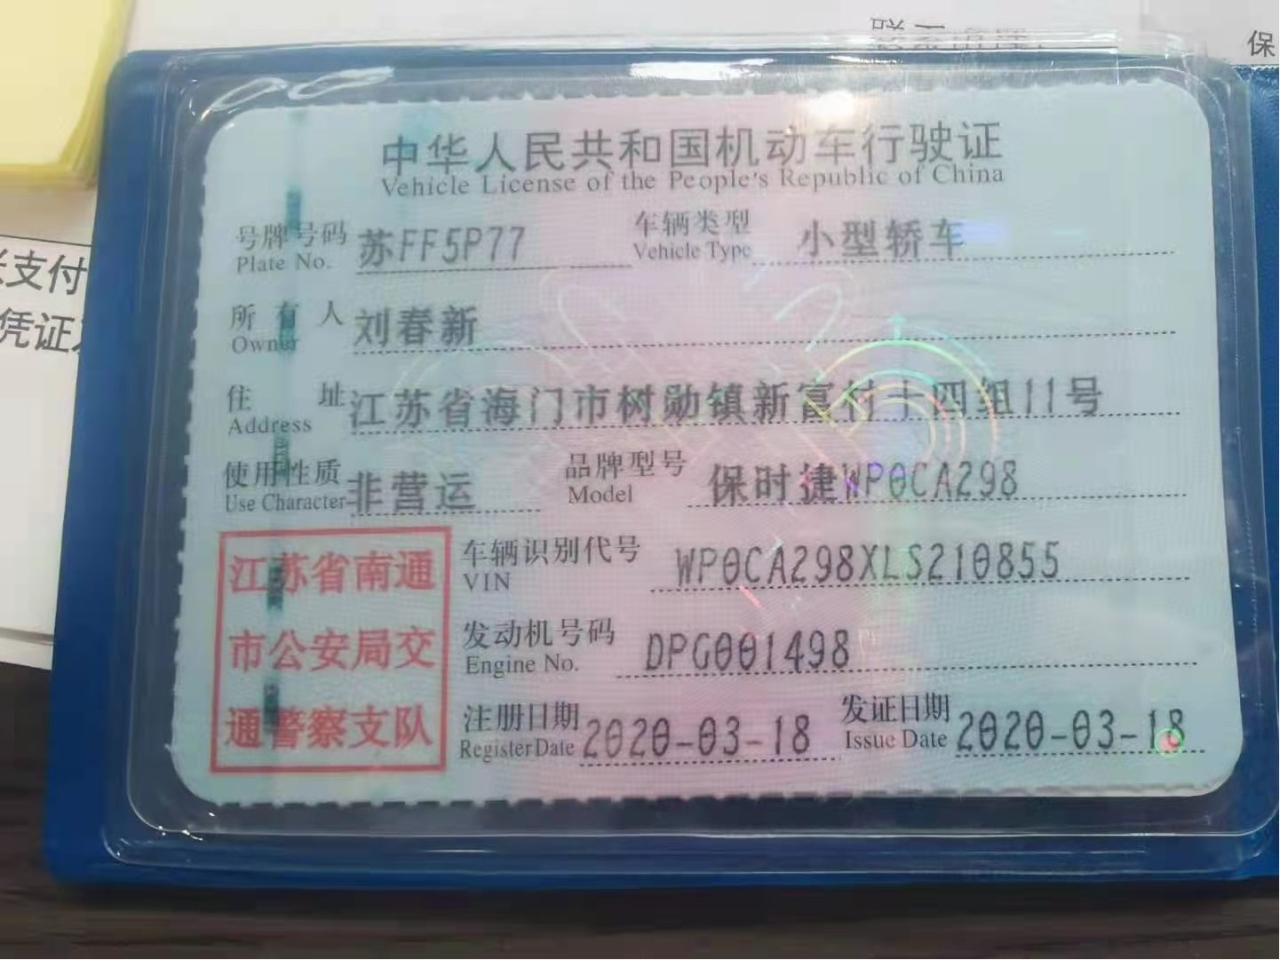 保
支付
凭证
中华人民共和国机动车行驶证
Vehicle License of the People's Republic of China
号牌号码 苏FF5P77 车辆类型 小型轿车
Plate No. Vehicle Type
所有人 刘春新
Owner
住址 江苏省海门市树勋镇新富村十四组11号
Address
使用性质 非营运 品牌型号 保时捷WP0CA298
Use Character Model
江苏省南通
市公安局交
通警察支队
车辆识别代号 WP0CA298XLS210855
VIN
发动机号码 DPG001498
Engine No.
注册日期 2020-03-18 发证日期 2020-03-18
Register Date Issue Date